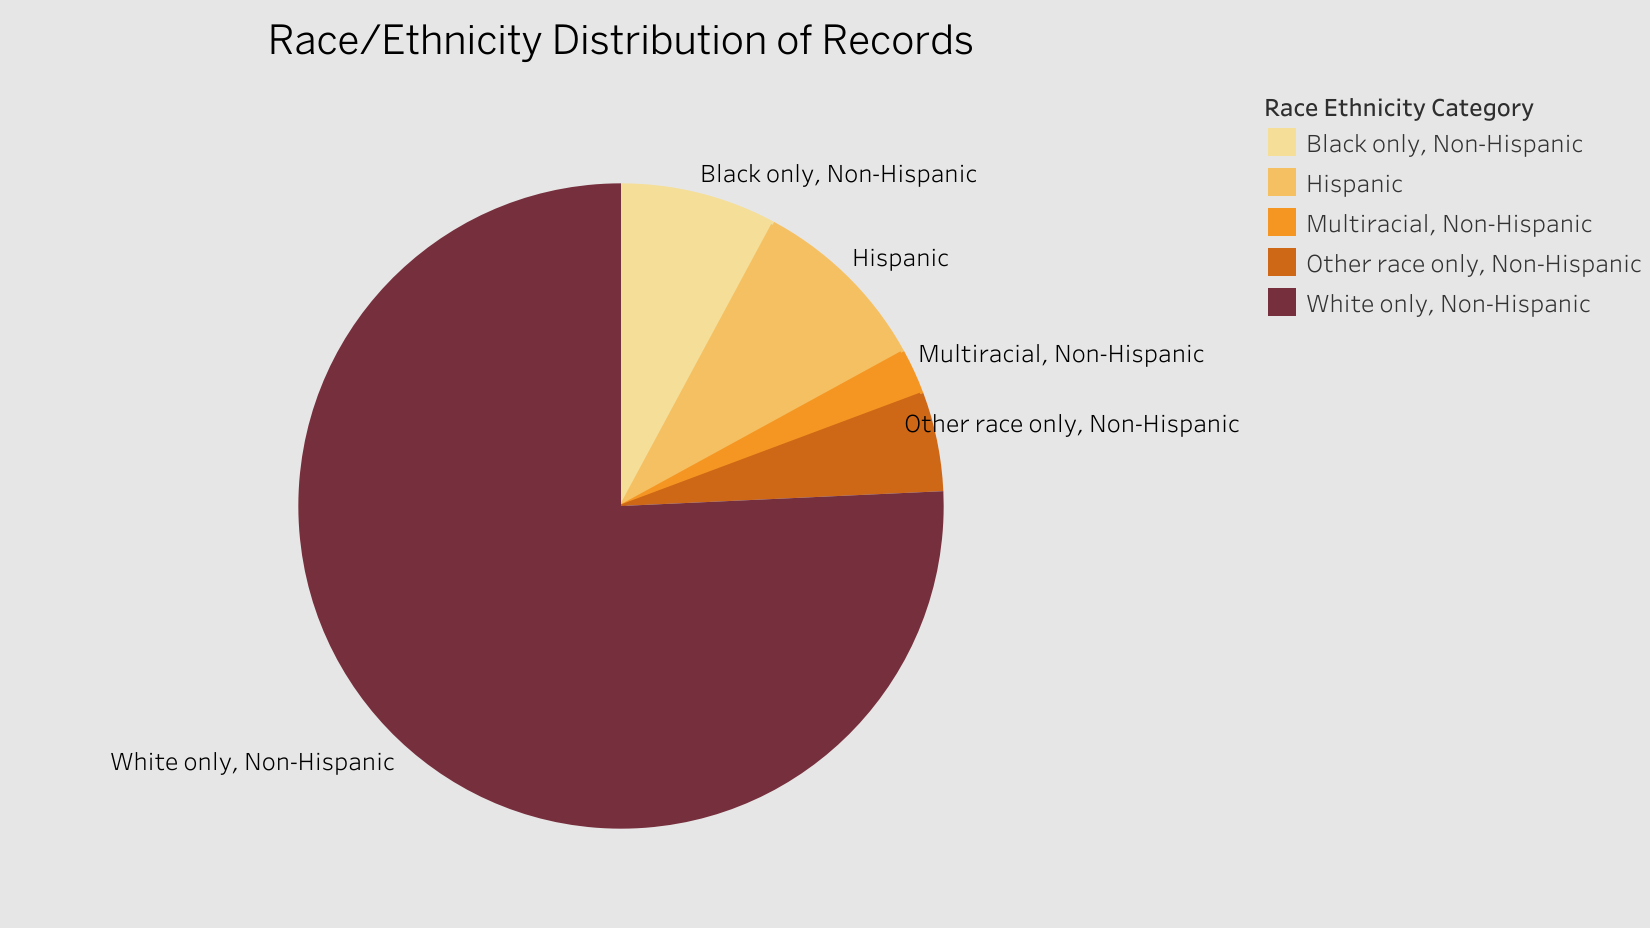 Race/Ethnicity Distribution of Records
Race Ethnicity Category
Black only, Non-Hispanic
Hispanic
Multiracial, Non-Hispanic
Other race only, Non-Hispanic
White only, Non-Hispanic
Black only, Non-Hispanic
Hispanic
Multiracial, Non-Hispanic
Other race only, Non-Hispanic
White only, Non-Hispanic